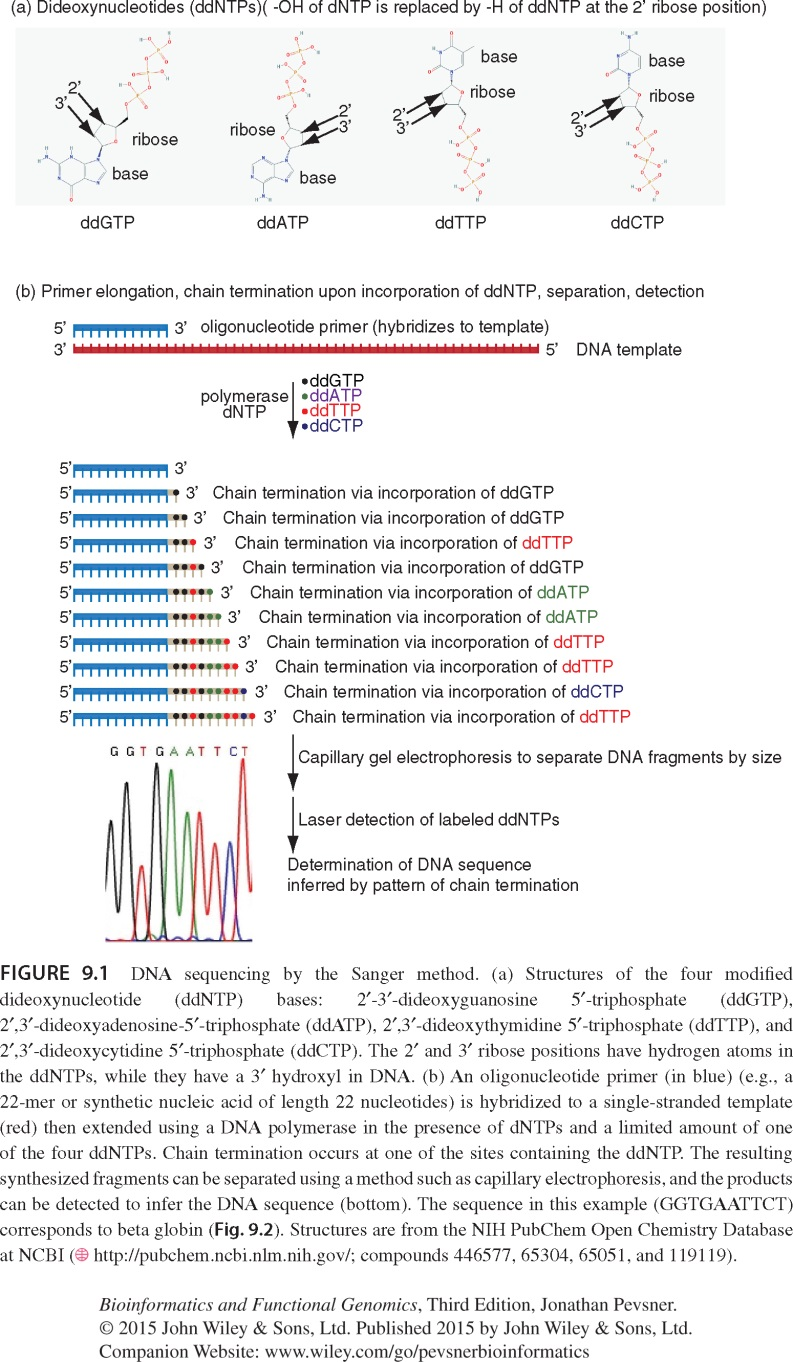 (a) Dideoxynucleotides (ddNTPs)( -OH of dNTP is replaced by -H of ddNTP at the 2' ribose position)
2'
3'
ribose
base
ddGTP
ribose
2'
3'
base
ddATP
base
ribose
2'
3'
ddTTP
base
ribose
2'
3'
ddCTP
(b) Primer elongation, chain termination upon incorporation of ddNTP, separation, detection
5' 3' oligonucleotide primer (hybridizes to template)
3' 5' DNA template
polymerase
dNTP
ddGTP
ddATP
ddTTP
ddCTP
5' 3'
5' 3' Chain termination via incorporation of ddGTP
5' 3' Chain termination via incorporation of ddGTP
5' 3' Chain termination via incorporation of ddTTP
5' 3' Chain termination via incorporation of ddGTP
5' 3' Chain termination via incorporation of ddATP
5' 3' Chain termination via incorporation of ddATP
5' 3' Chain termination via incorporation of ddTTP
5' 3' Chain termination via incorporation of ddTTP
5' 3' Chain termination via incorporation of ddCTP
5' 3' Chain termination via incorporation of ddTTP
G G T G A A T T C T
Capillary gel electrophoresis to separate DNA fragments by size
Laser detection of labeled ddNTPs
Determination of DNA sequence
inferred by pattern of chain termination
FIGURE 9.1 DNA sequencing by the Sanger method. (a) Structures of the four modified
dideoxynucleotide (ddNTP) bases: 2′-3′-dideoxyguanosine 5′-triphosphate (ddGTP),
2′,3′-dideoxyadenosine-5′-triphosphate (ddATP), 2′,3′-dideoxythymidine 5′-triphosphate (ddTTP), and
2′,3′-dideoxycytidine 5′-triphosphate (ddCTP). The 2′ and 3′ ribose positions have hydrogen atoms in
the ddNTPs, while they have a 3′ hydroxyl in DNA. (b) An oligonucleotide primer (in blue) (e.g., a
22-mer or synthetic nucleic acid of length 22 nucleotides) is hybridized to a single-stranded template
(red) then extended using a DNA polymerase in the presence of dNTPs and a limited amount of one
of the four ddNTPs. Chain termination occurs at one of the sites containing the ddNTP. The resulting
synthesized fragments can be separated using a method such as capillary electrophoresis, and the products
can be detected to infer the DNA sequence (bottom). The sequence in this example (GGTGAATTCT)
corresponds to beta globin (Fig. 9.2). Structures are from the NIH PubChem Open Chemistry Database
at NCBI ( http://pubchem.ncbi.nlm.nih.gov/; compounds 446577, 65304, 65051, and 119119).
Bioinformatics and Functional Genomics, Third Edition, Jonathan Pevsner.
© 2015 John Wiley & Sons, Ltd. Published 2015 by John Wiley & Sons, Ltd.
Companion Website: www.wiley.com/go/pevsnerbioinformatics